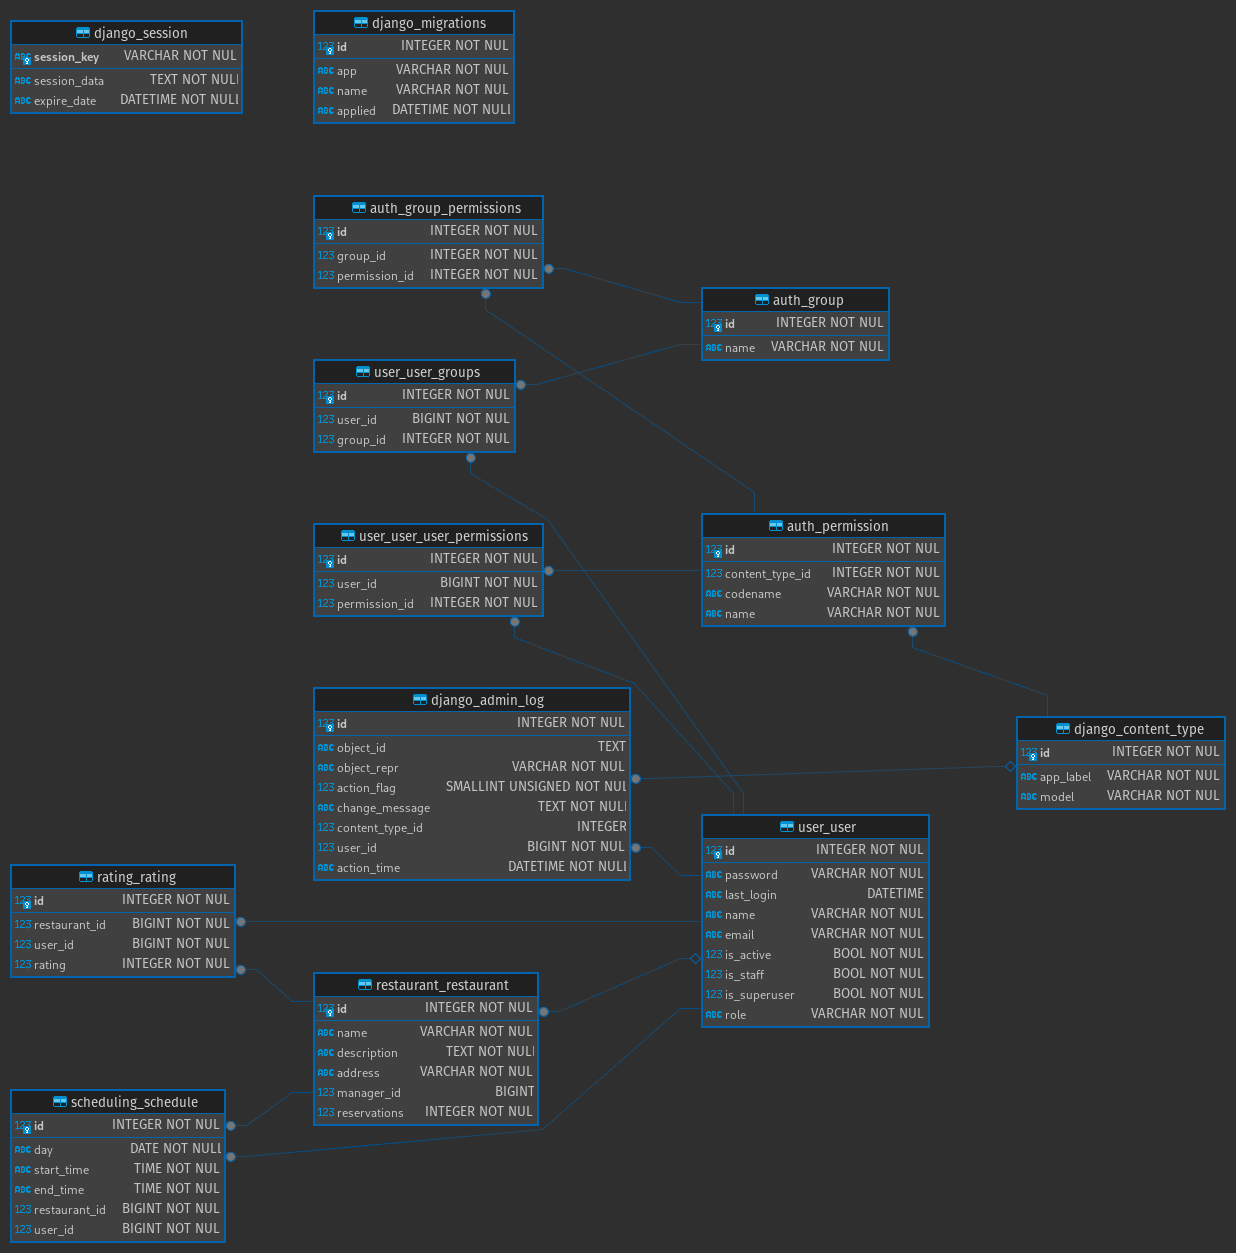 django_session
session_key VARCHAR NOT NUL
session_data TEXT NOT NULL
expire_date DATETIME NOT NULL
django_migrations
123 id INTEGER NOT NUL
ABC app VARCHAR NOT NUL
ABC name VARCHAR NOT NUL
ABC applied DATETIME NOT NULL
auth_group_permissions
123 id INTEGER NOT NUL
123 group_id INTEGER NOT NUL
123 permission_id INTEGER NOT NUL
auth_group
123 id INTEGER NOT NUL
ABC name VARCHAR NOT NUL
user_user_groups
123 id INTEGER NOT NUL
123 user_id BIGINT NOT NUL
123 group_id INTEGER NOT NUL
user_user_user_permissions
123 id INTEGER NOT NUL
123 user_id BIGINT NOT NUL
123 permission_id INTEGER NOT NUL
auth_permission
123 id INTEGER NOT NUL
123 content_type_id INTEGER NOT NUL
ABC codename VARCHAR NOT NUL
ABC name VARCHAR NOT NUL
django_admin_log
123 id INTEGER NOT NUL
ABC object_id TEXT
ABC object_repr VARCHAR NOT NUL
123 action_flag SMALLINT UNSIGNED NOT NUL
ABC change_message TEXT NOT NULL
123 content_type_id INTEGER
123 user_id BIGINT NOT NUL
ABC action_time DATETIME NOT NULL
django_content_type
123 id INTEGER NOT NUL
ABC app_label VARCHAR NOT NUL
ABC model VARCHAR NOT NUL
user_user
123 id INTEGER NOT NUL
ABC password VARCHAR NOT NUL
ABC last_login DATETIME
ABC name VARCHAR NOT NUL
ABC email VARCHAR NOT NUL
123 is_active BOOL NOT NUL
123 is_staff BOOL NOT NUL
123 is_superuser BOOL NOT NUL
ABC role VARCHAR NOT NUL
rating_rating
123 id INTEGER NOT NUL
123 restaurant_id BIGINT NOT NUL
123 user_id BIGINT NOT NUL
123 rating INTEGER NOT NUL
restaurant_restaurant
123 id INTEGER NOT NUL
ABC name VARCHAR NOT NUL
ABC description TEXT NOT NULL
ABC address VARCHAR NOT NUL
123 manager_id BIGINT
123 reservations INTEGER NOT NUL
scheduling_schedule
123 id INTEGER NOT NUL
ABC day DATE NOT NULL
ABC start_time TIME NOT NUL
ABC end_time TIME NOT NUL
123 restaurant_id BIGINT NOT NUL
123 user_id BIGINT NOT NUL